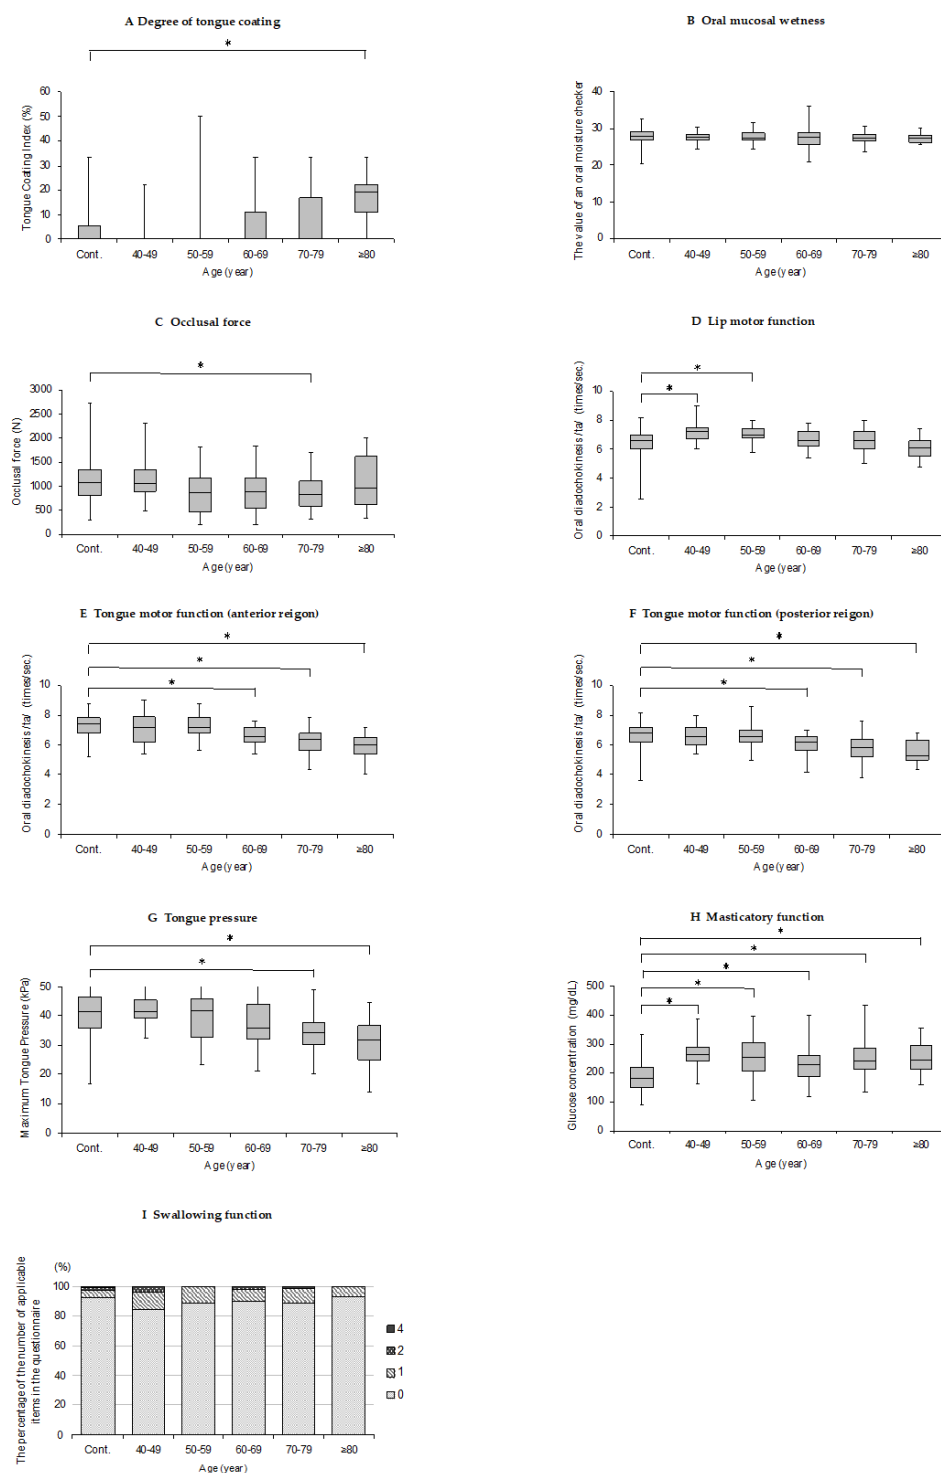 A Degree of tongue coating
*
Tongue Coating Index (%)
60
50
40
30
20
10
0
Cont. 40-49 50-59 60-69 70-79 ≥80
Age (year)
B Oral mucosal wetness
The value of an oral moisture checker
40
30
20
10
0
Cont. 40-49 50-59 60-69 70-79 ≥80
Age (year)
C Occlusal force
*
Occlusal force (N)
3000
2500
2000
1500
1000
500
0
Cont. 40-49 50-59 60-69 70-79 ≥80
Age (year)
D Lip motor function
*
*
Oral diadochokinesis /ta/ (times/sec.)
10
8
6
4
2
0
Cont. 40-49 50-59 60-69 70-79 ≥80
Age (year)
E Tongue motor function (anterior reigon)
*
*
*
Oral diadochokinesis /ta/ (times/sec.)
10
8
6
4
2
0
Cont. 40-49 50-59 60-69 70-79 ≥80
Age (year)
F Tongue motor function (posterior reigon)
*
*
*
Oral diadochokinesis /ta/ (times/sec.)
10
8
6
4
2
0
Cont. 40-49 50-59 60-69 70-79 ≥80
Age (year)
G Tongue pressure
*
*
Maximum Tongue Pressure (kPa)
50
40
30
20
10
0
Cont. 40-49 50-59 60-69 70-79 ≥80
Age (year)
H Masticatory function
*
*
*
*
*
Glucose concentration (mg/dL)
500
400
300
200
100
0
Cont. 40-49 50-59 60-69 70-79 ≥80
Age (year)
I Swallowing function
The percentage of the number of applicable
items in the questionnaire
(%)
100
80
60
40
20
0
Cont. 40-49 50-59 60-69 70-79 ≥80
Age (year)
4
2
1
0